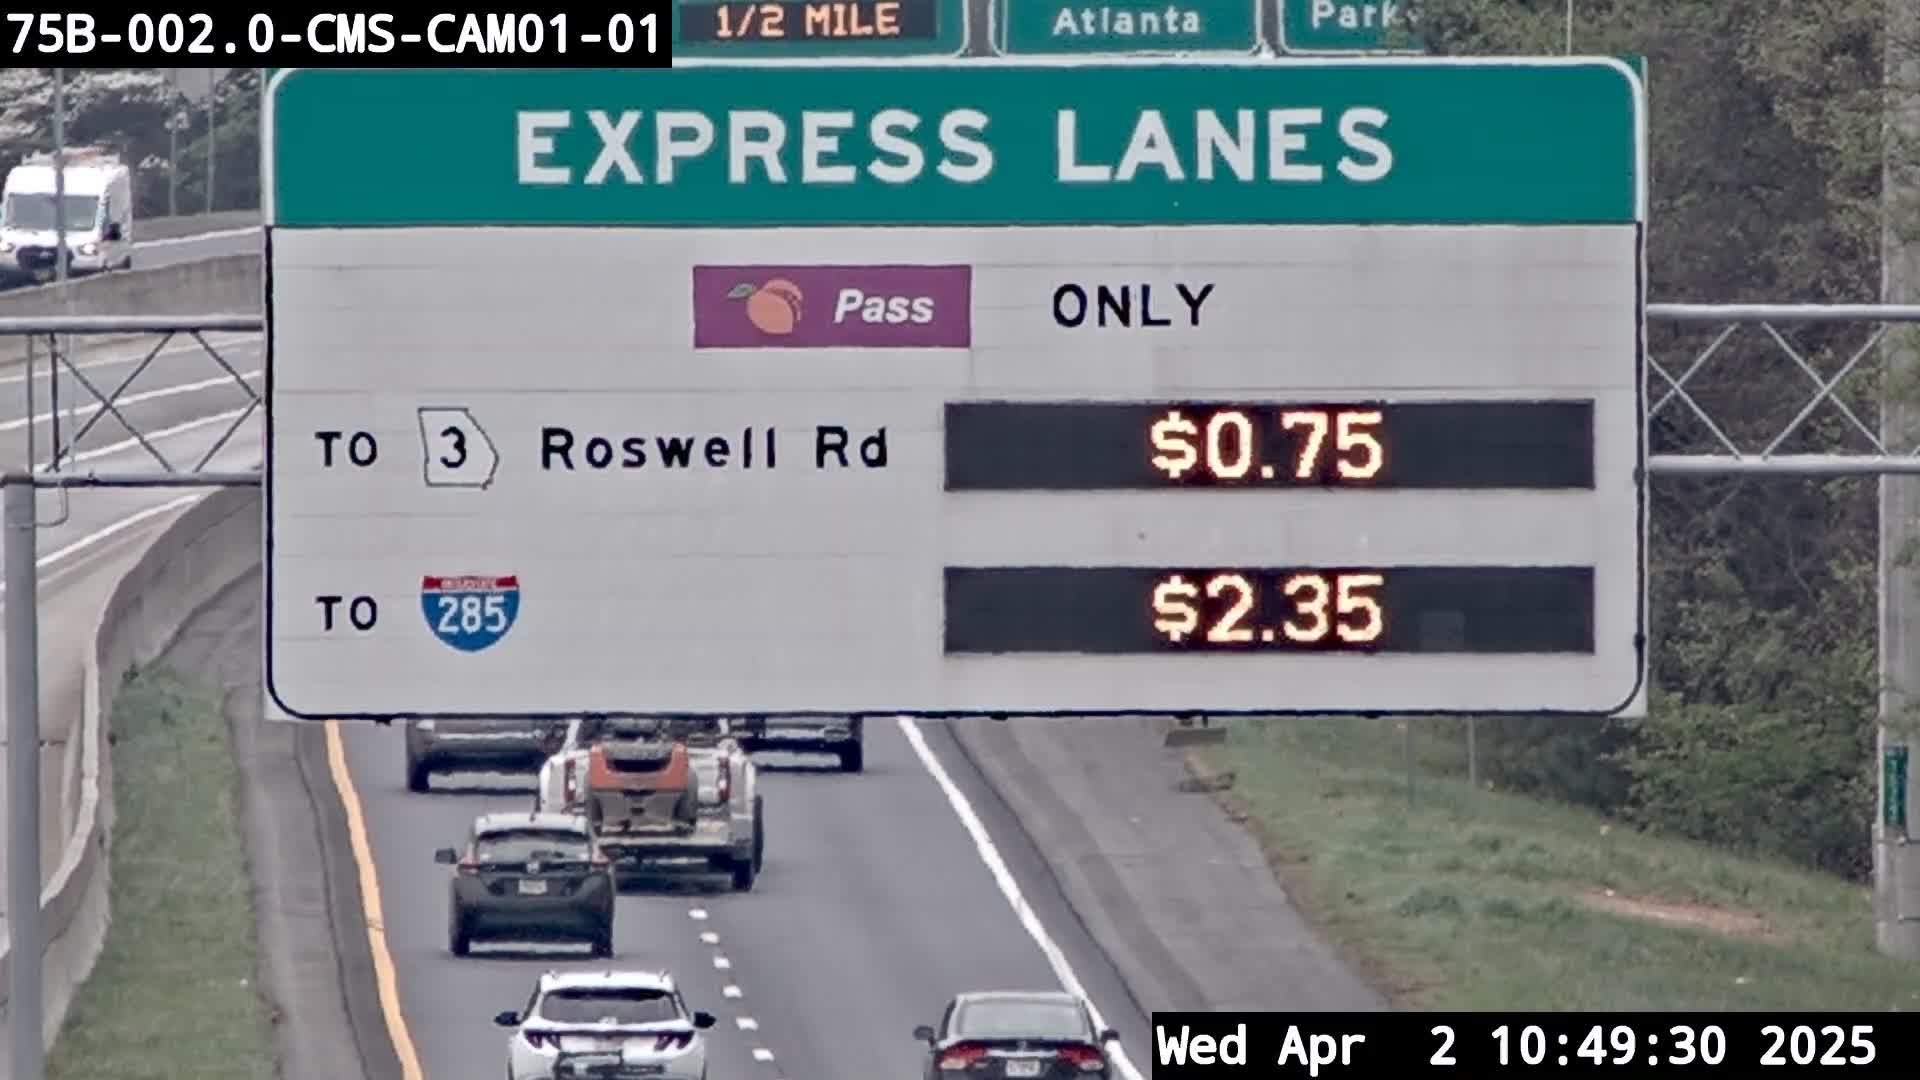 75B-002.0-CMS-CAM01-01
1/2 MILE
Atlanta
EXPRESS LANES
Pass ONLY
TO 3 Roswell Rd $0.75
TO INTERSTATE 285 $2.35
Wed Apr 2 10:49:30 2025